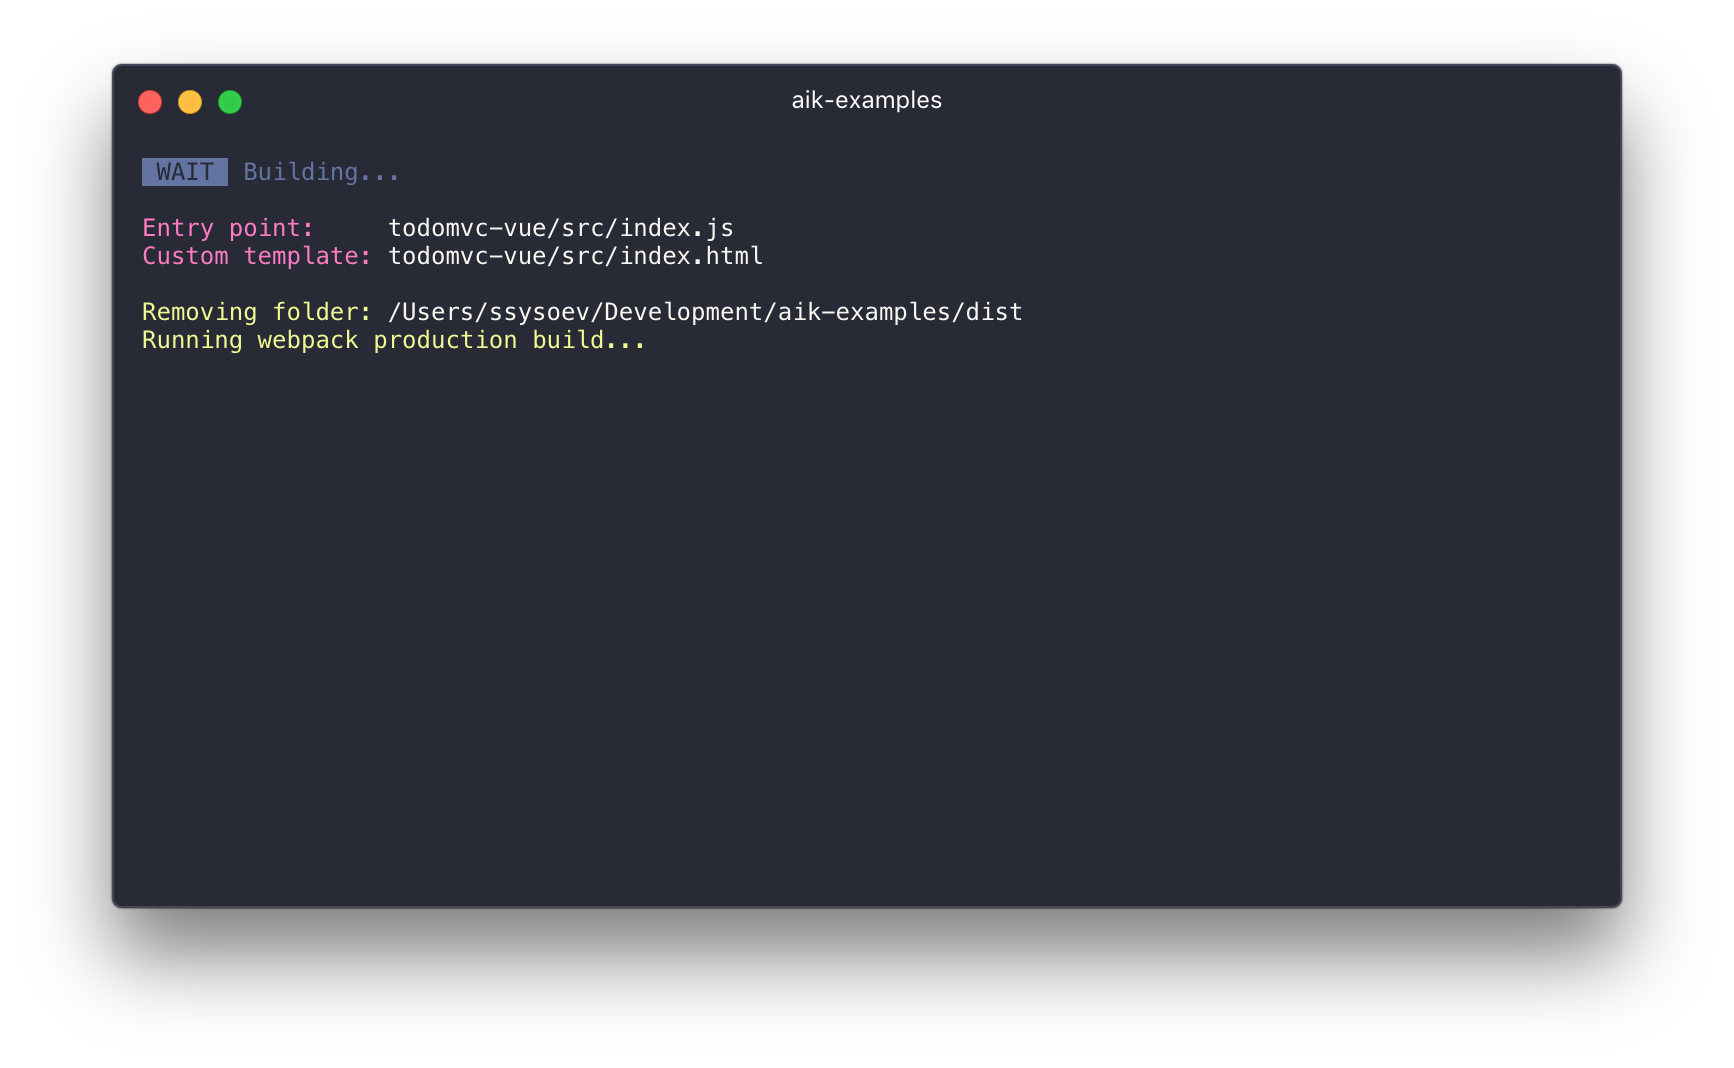 aik-examples
WAIT Building...
Entry point: todomvc-vue/src/index.js
Custom template: todomvc-vue/src/index.html
Removing folder: /Users/ssysoev/Development/aik-examples/dist
Running webpack production build...